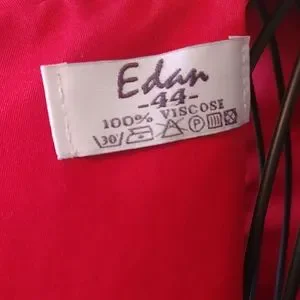 Edan
-44-
100% VISCOSE
30° P